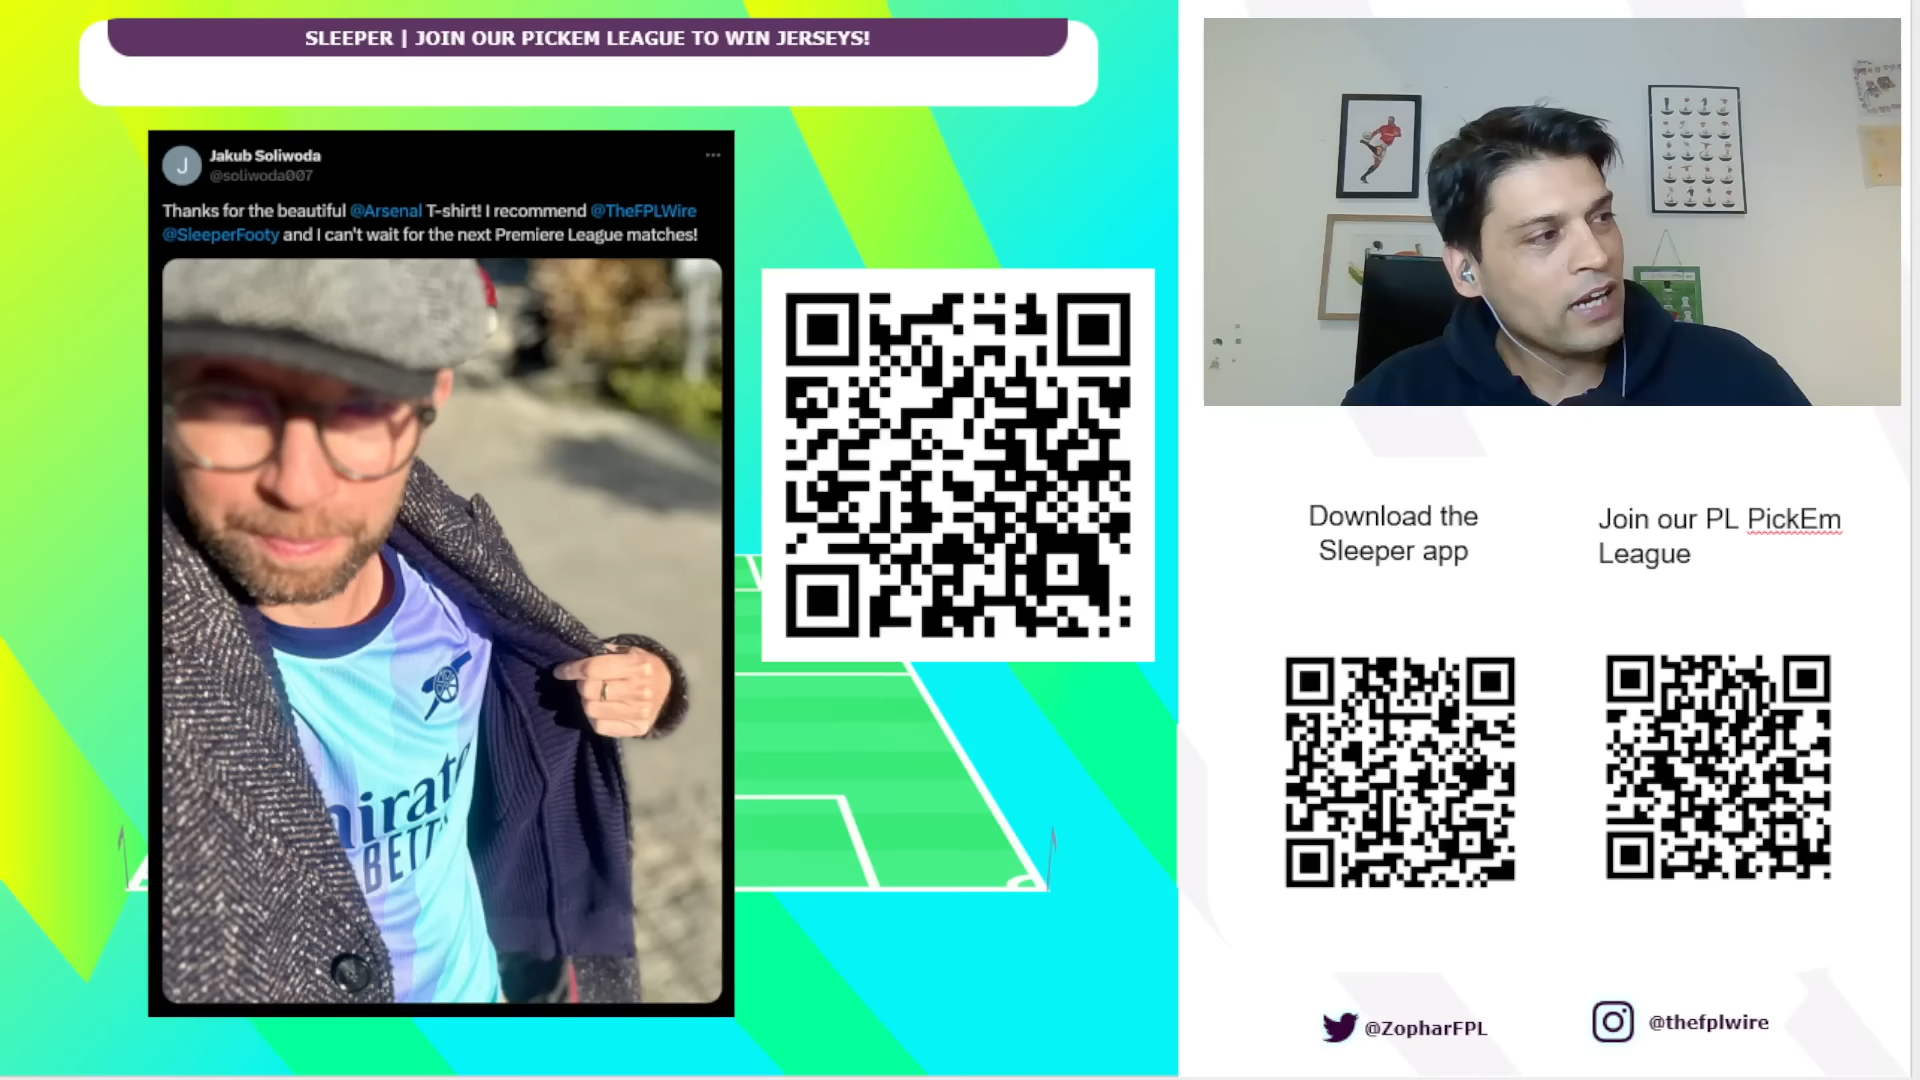 SLEEPER | JOIN OUR PICKEM LEAGUE TO WIN JERSEYS!
J
Jakub Soliwoda
@soliwoda007
Thanks for the beautiful @Arsenal T-shirt! I recommend @TheFPLWire
@SleeperFooty and I can't wait for the next Premiere League matches!
Download the
Sleeper app
Join our PL PickEm
League
@ZopharFPL
@thefplwire